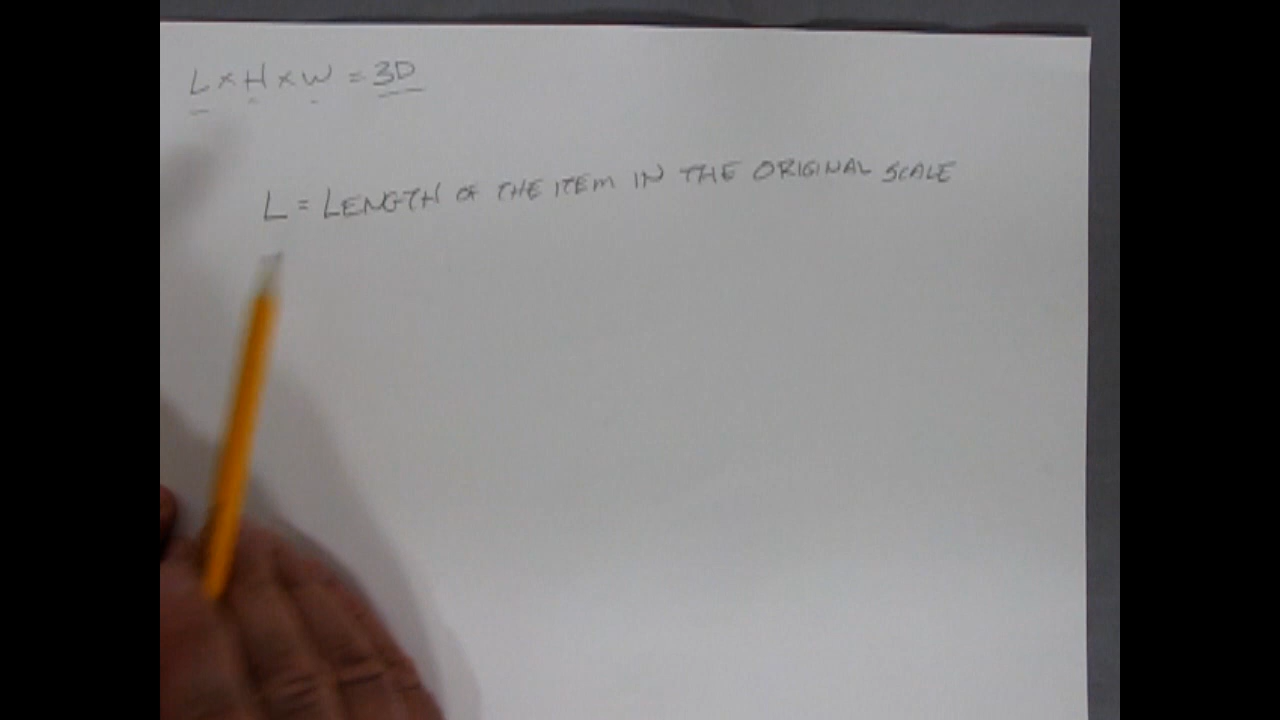 L × H × W = 3D
L = LENGTH OF THE ITEM IN THE ORIGINAL SCALE